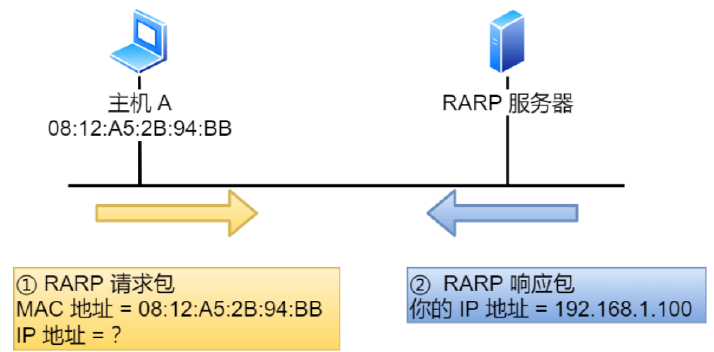 主机 A
08:12:A5:2B:94:BB
RARP 服务器
① RARP 请求包
MAC 地址 = 08:12:A5:2B:94:BB
IP 地址 = ?
② RARP 响应包
你的 IP 地址 = 192.168.1.100